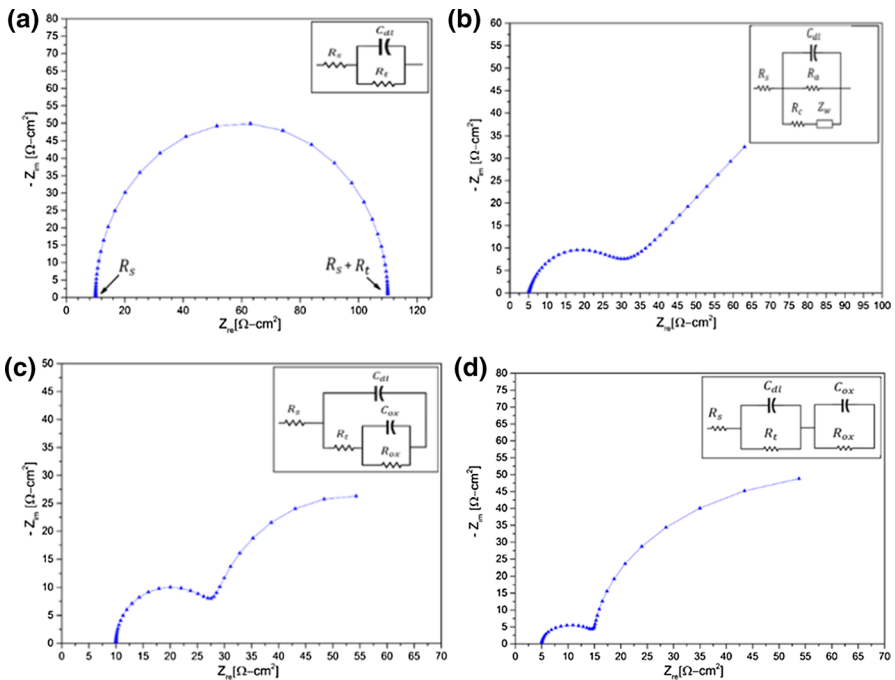 (a)
80
75
70
65
60
55
50
45
40
35
30
25
20
15
10
5
0
- Z_im [Ω–cm²]
C_dl
R_s
R_t
R_s
R_s + R_t
0 20 40 60 80 100 120
Z_re[Ω–cm²]
(b)
60
55
50
45
40
35
30
25
20
15
10
5
0
- Z_im [Ω–cm²]
C_dl
R_s R_a
R_c Z_w
0 5 10 15 20 25 30 35 40 45 50 55 60 65 70 75 80 85 90 95 100
Z_re[Ω–cm²]
(c)
50
45
40
35
30
25
20
15
10
5
0
- Z_im [Ω–cm²]
C_dl
R_s
C_ox
R_t
R_ox
0 10 20 30 40 50 60 70
Z_re[Ω–cm²]
(d)
80
75
70
65
60
55
50
45
40
35
30
25
20
15
10
5
0
- Z_im [Ω–cm²]
C_dl C_ox
R_s
R_t R_ox
0 5 10 15 20 25 30 35 40 45 50 55 60 65 70
Z_re[Ω–cm²]